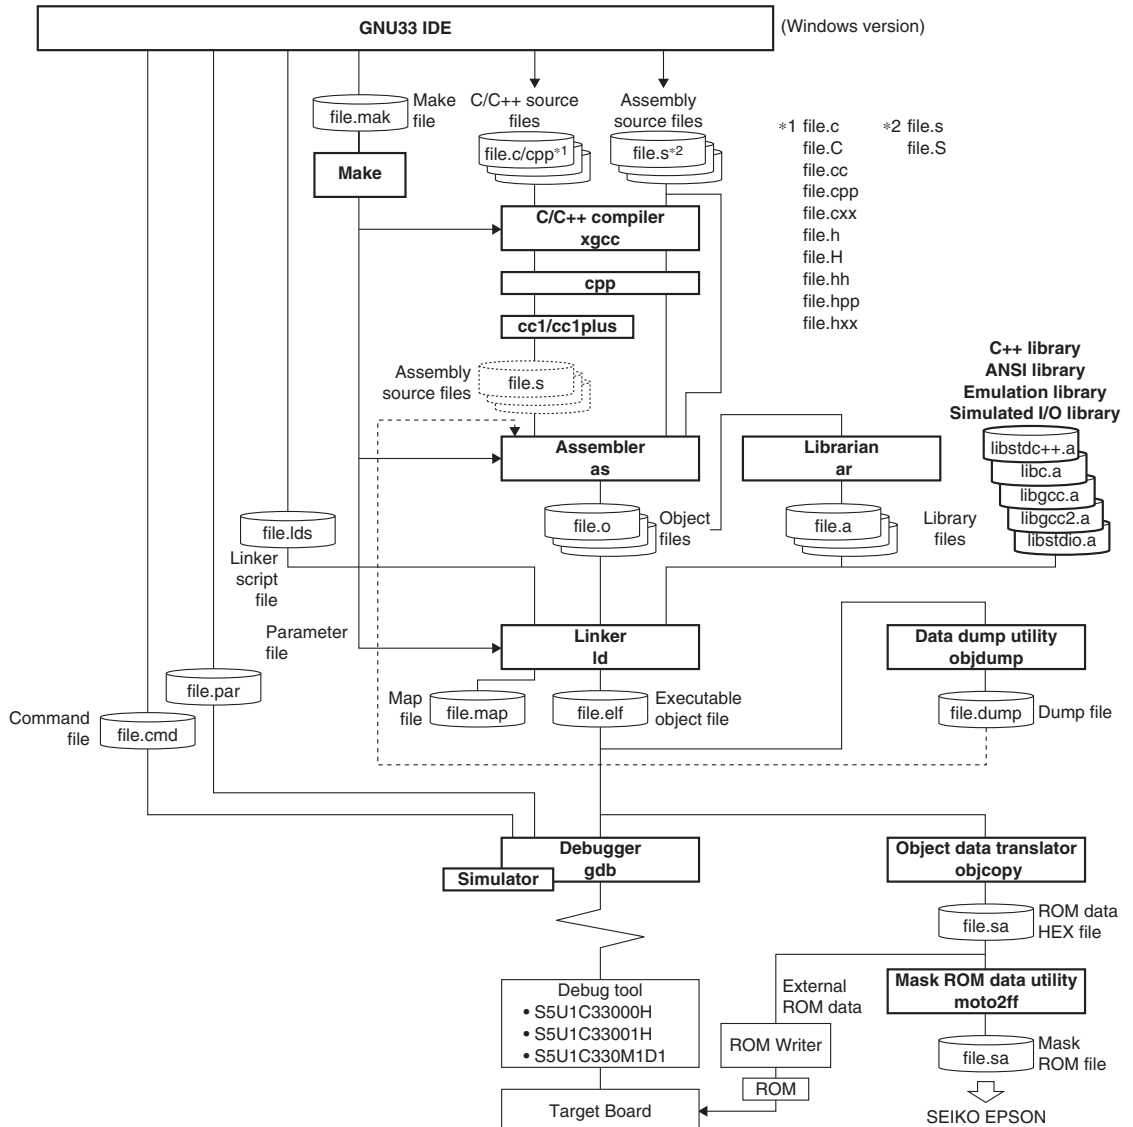 GNU33 IDE
(Windows version)
file.mak
Make
file
C/C++ source
files
Assembly
source files
file.c/cpp*1
file.s*2
*1 file.c
file.C
file.cc
file.cpp
file.cxx
file.h
file.H
file.hh
file.hpp
file.hxx
*2 file.s
file.S
Make
C/C++ compiler
xgcc
cpp
cc1/cc1plus
Assembly
source files
file.s
C++ library
ANSI library
Emulation library
Simulated I/O library
libstdc++.a
libc.a
libgcc.a
libgcc2.a
libstdio.a
Assembler
as
Librarian
ar
file.lds
Linker
script
file
file.o
Object
files
file.a
Library
files
Parameter
file
Linker
ld
Data dump utility
objdump
file.par
Map
file
file.map
file.elf
Executable
object file
file.dump
Dump file
Command
file
file.cmd
Debugger
gdb
Simulator
Object data translator
objcopy
file.sa
ROM data
HEX file
Debug tool
• S5U1C33000H
• S5U1C33001H
• S5U1C330M1D1
External
ROM data
Mask ROM data utility
moto2ff
ROM Writer
file.sa
Mask
ROM file
ROM
Target Board
SEIKO EPSON